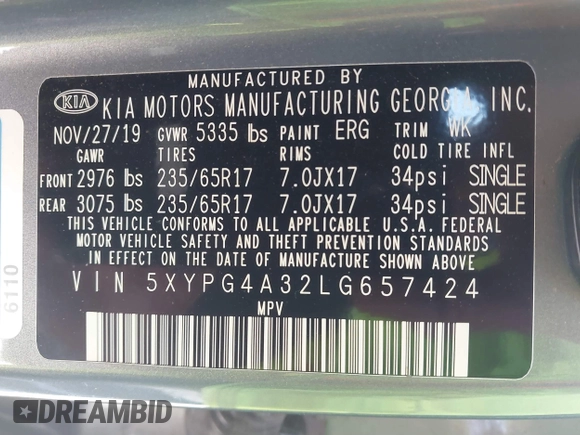 MANUFACTURED BY
KIA KIA MOTORS MANUFACTURING GEORGIA, INC.
NOV/27/19 GVWR 5335 lbs PAINT ERG TRIM WK
GAWR TIRES RIMS COLD TIRE INFL
FRONT 2976 lbs 235/65R17 7.0JX17 34psi SINGLE
REAR 3075 lbs 235/65R17 7.0JX17 34psi SINGLE
THIS VEHICLE CONFORMS TO ALL APPLICABLE U.S.A. FEDERAL
MOTOR VEHICLE SAFETY AND THEFT PREVENTION STANDARDS
IN EFFECT ON THE DATE OF MANUFACTURE SHOWN ABOVE.
VIN 5XYPG4A32LG657424
MPV
6110
DREAMBID